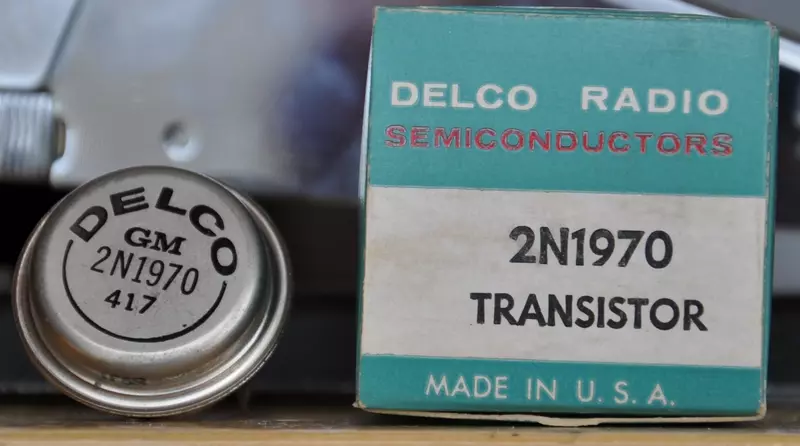 DELCO
GM
2N1970
417
DELCO RADIO
SEMICONDUCTORS
2N1970
TRANSISTOR
MADE IN U.S.A.